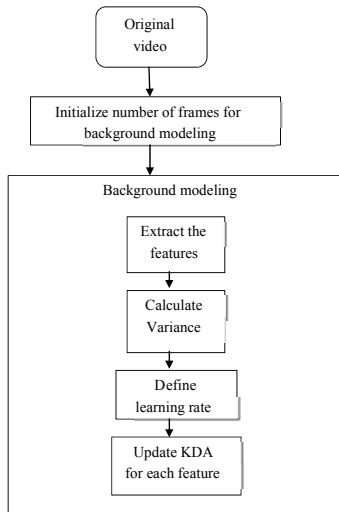 Original
video
Initialize number of frames for
background modeling
Background modeling
Extract the
features
Calculate
Variance
Define
learning rate
Update KDA
for each feature